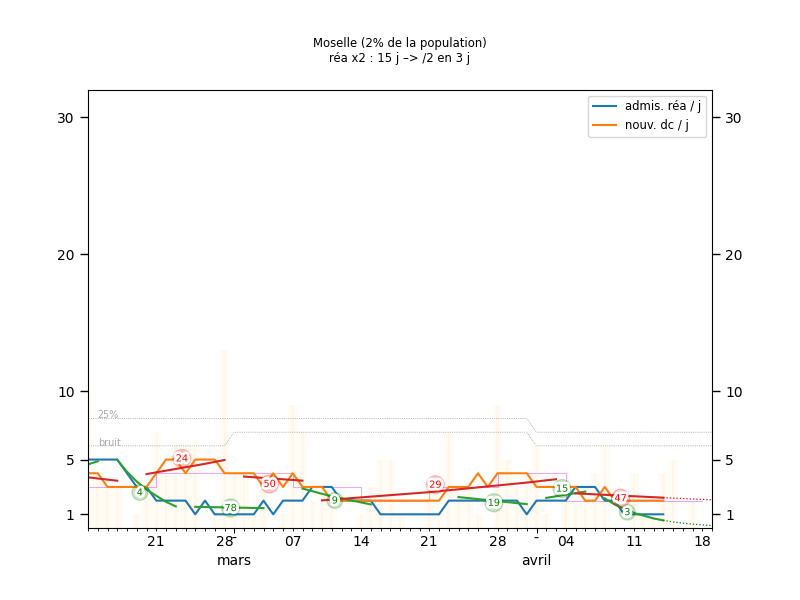 Moselle (2% de la population)
réa x2 : 15 j –> /2 en 3 j
admis. réa / j
nouv. dc / j
30 30
20 20
10 10
25%
bruit
5 5
1 1
24
4
50
78
9
29
19
15
47
3
21 28 07 14 21 28 04 11 18
mars avril